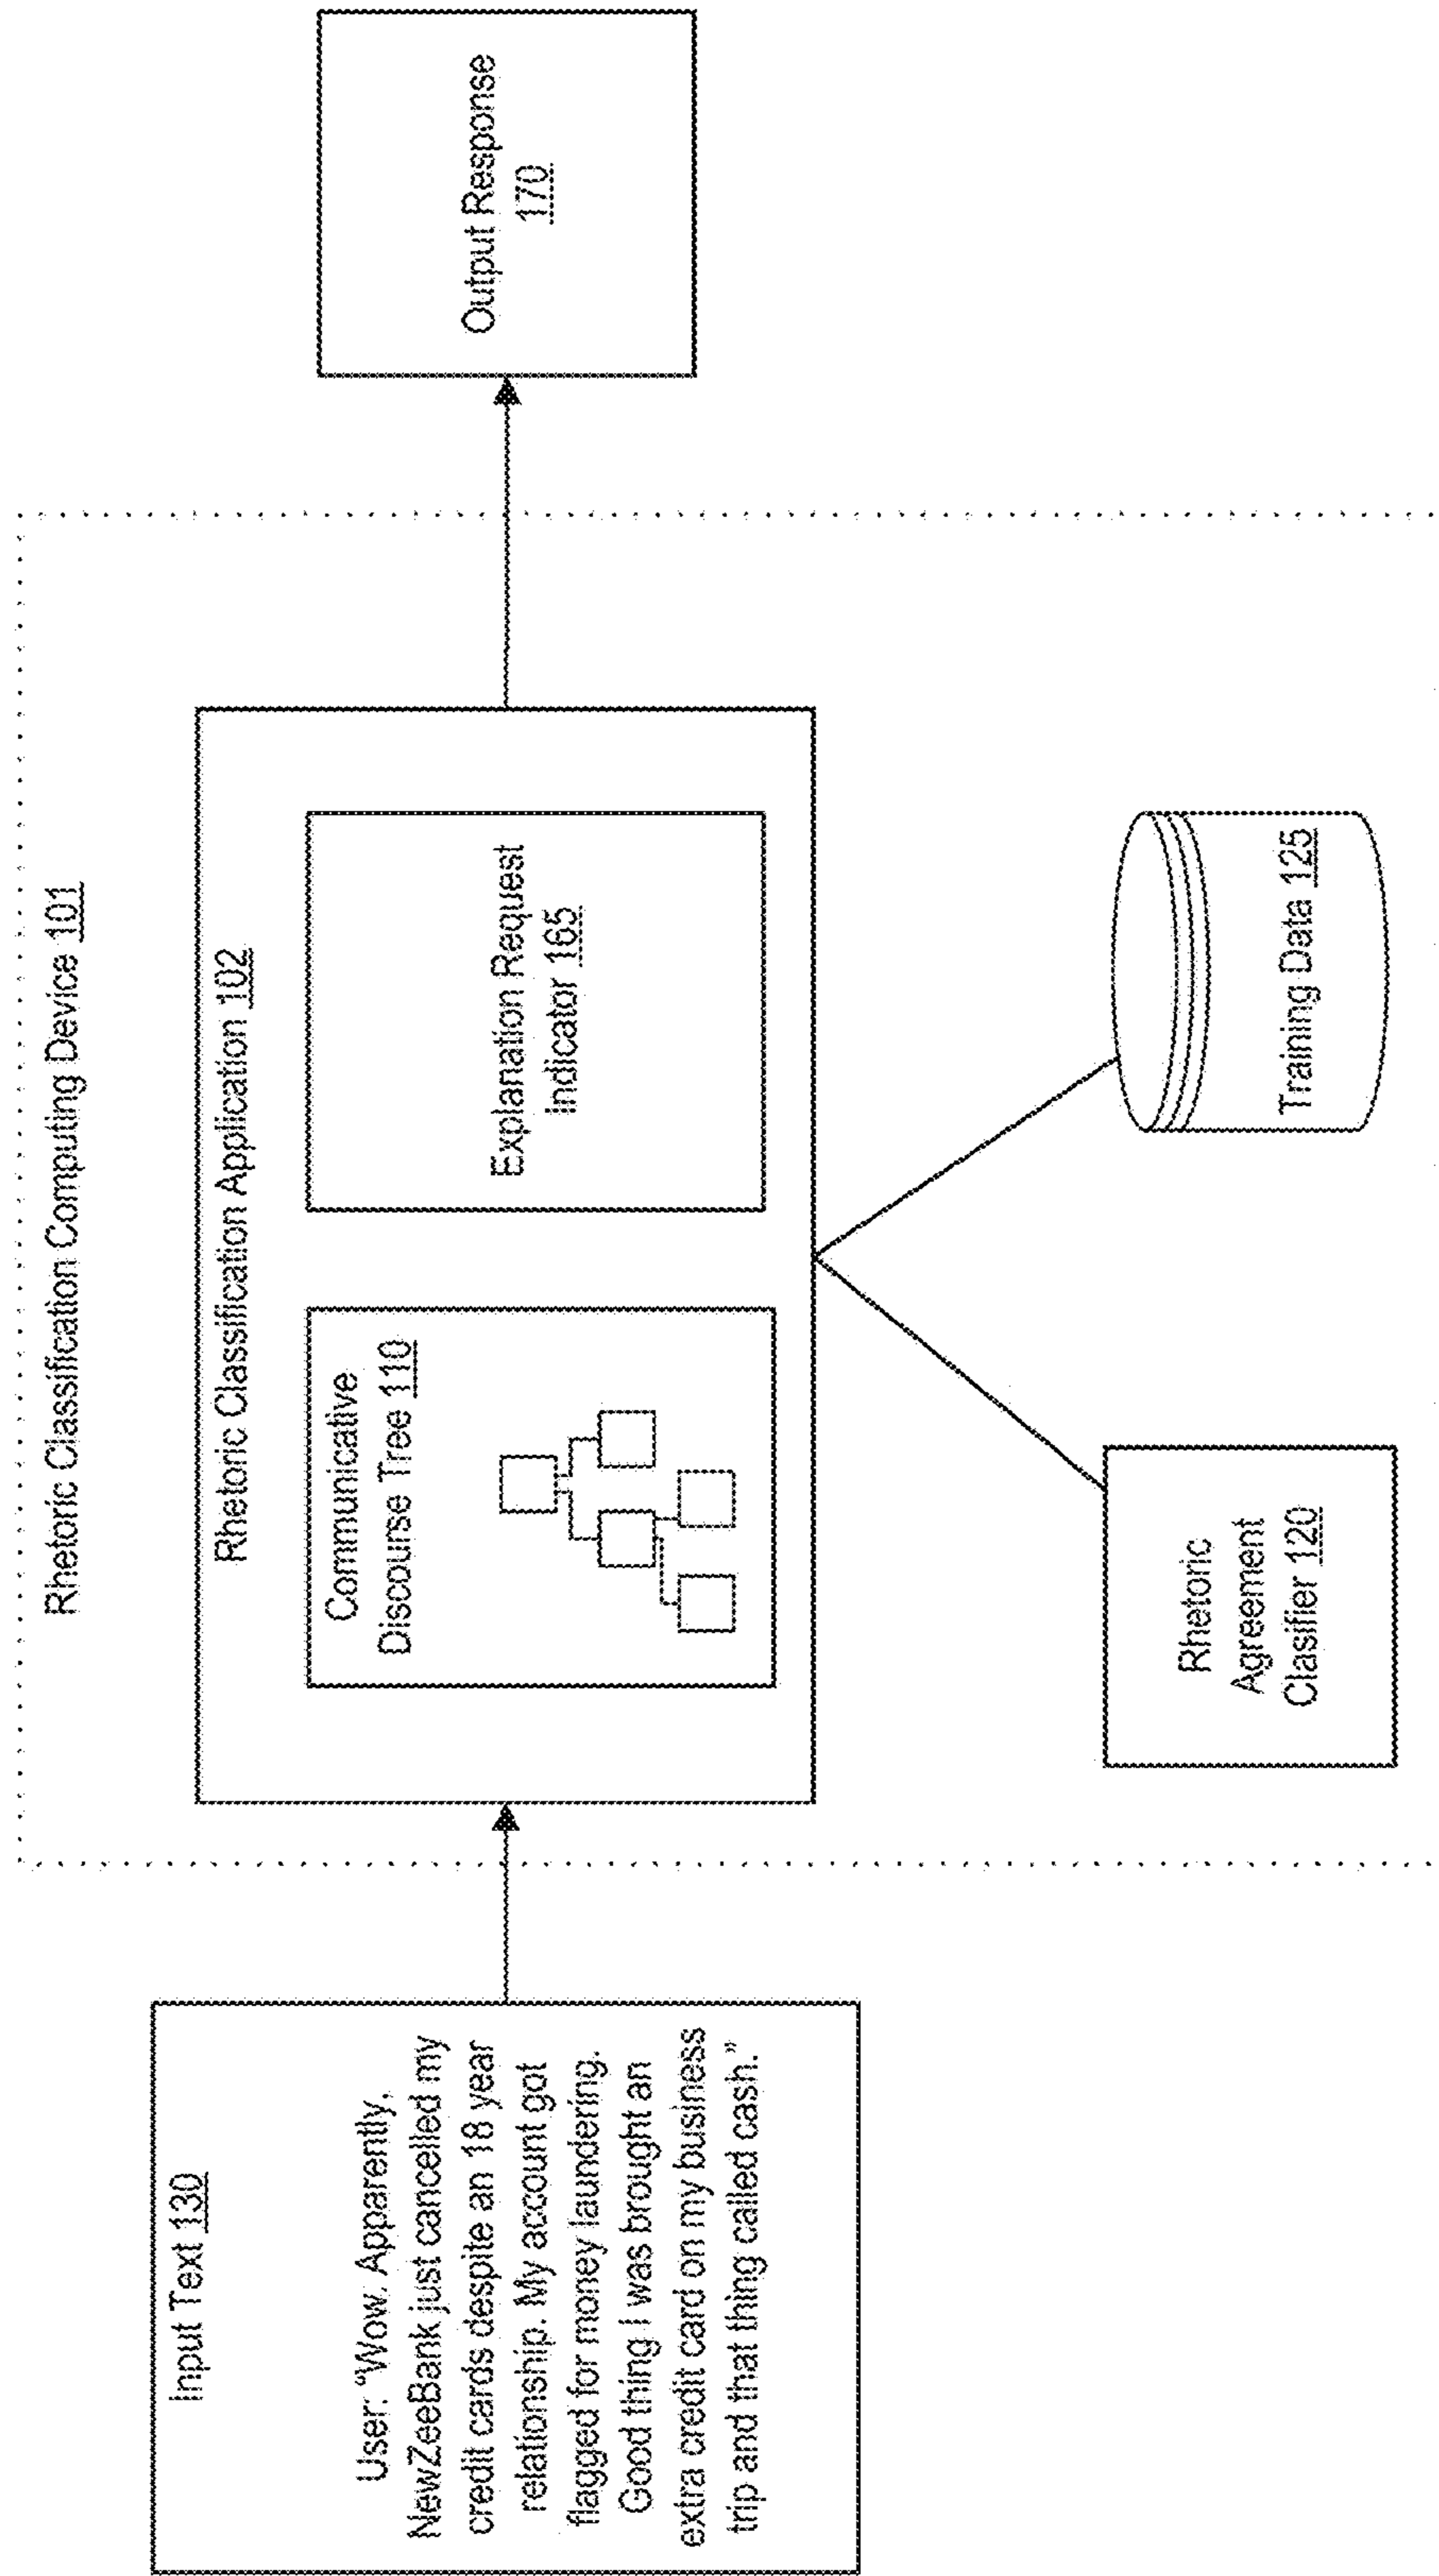 Rhetoric Classification Computing Device 101
Input Text 130
User: “Wow. Apparently,
NewZeeBank just cancelled my
credit cards despite an 18 year
relationship. My account got
flagged for money laundering.
Good thing I was brought an
extra credit card on my business
trip and that thing called cash.”
Rhetoric Classification Application 102
Communicative
Discourse Tree 110
Explanation Request
Indicator 165
Output Response
170
Rhetoric
Agreement
Clasifier 120
Training Data 125